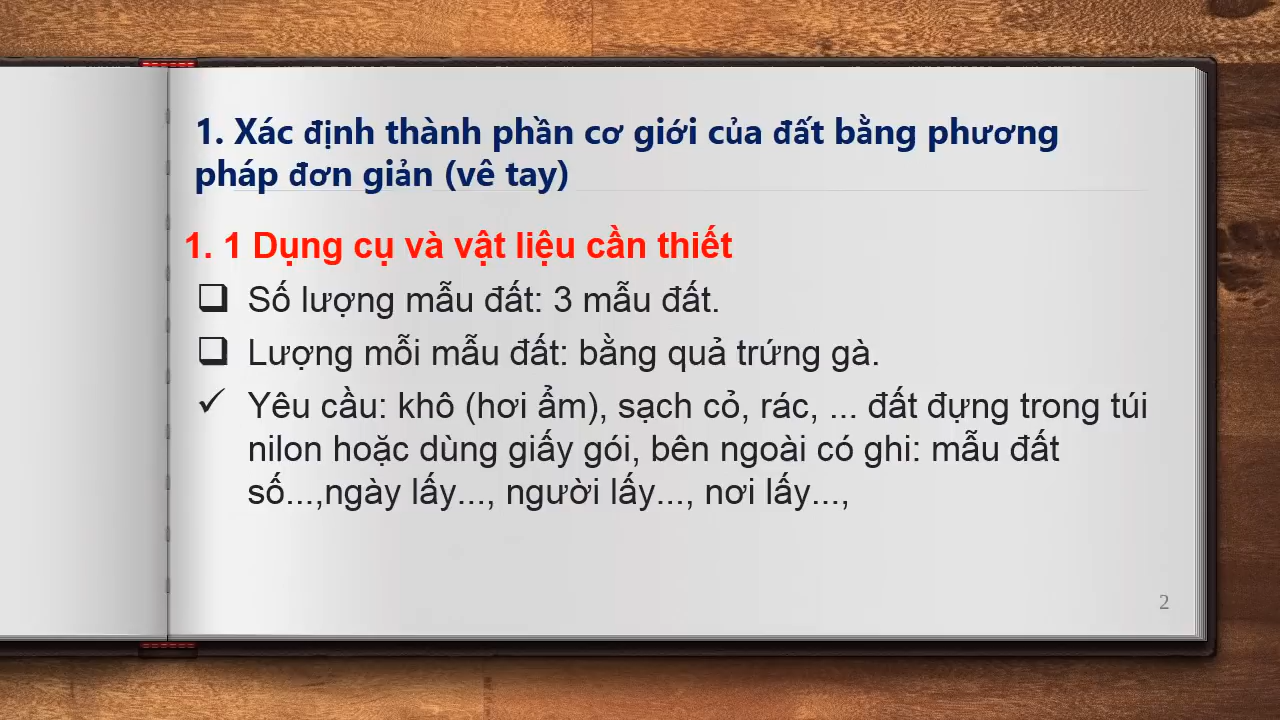 1. Xác định thành phần cơ giới của đất bằng phương
pháp đơn giản (vê tay)
1. 1 Dụng cụ và vật liệu cần thiết
❑ Số lượng mẫu đất: 3 mẫu đất.
❑ Lượng mỗi mẫu đất: bằng quả trứng gà.
✓ Yêu cầu: khô (hơi ẩm), sạch cỏ, rác, ... đất đựng trong túi
nilon hoặc dùng giấy gói, bên ngoài có ghi: mẫu đất
số...,ngày lấy..., người lấy..., nơi lấy...,
2